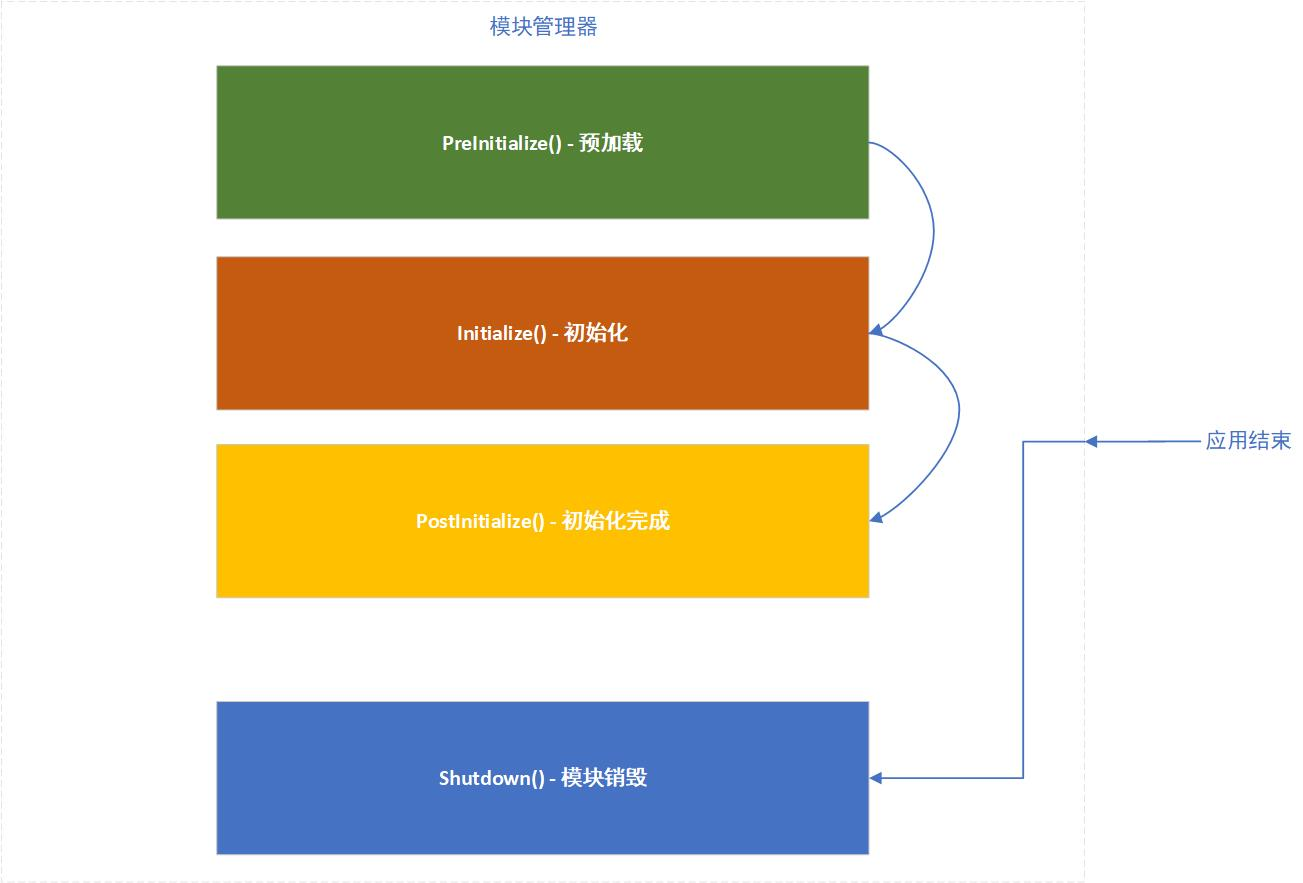 模块管理器
PreInitialize() - 预加载
Initialize() - 初始化
PostInitialize() - 初始化完成
应用结束
Shutdown() - 模块销毁